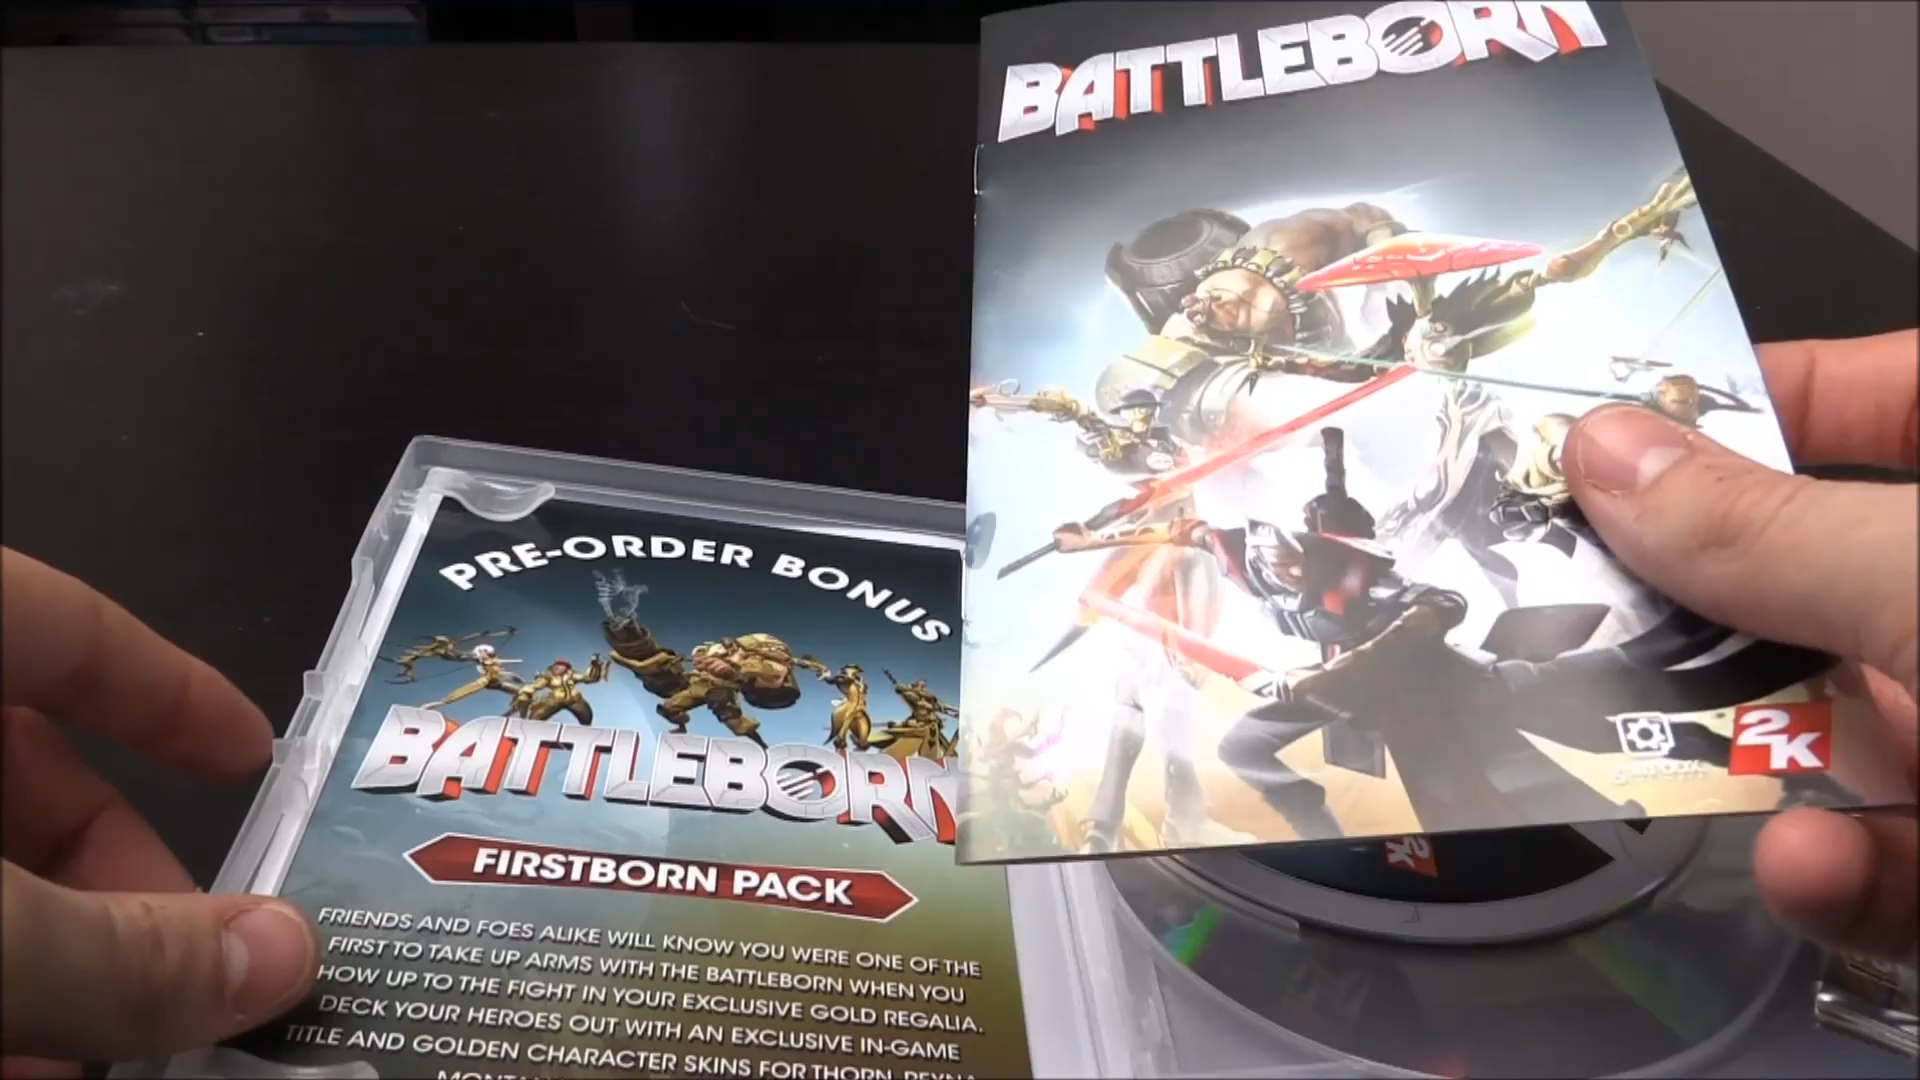 BATTLEBORN
2K
PRE-ORDER BONUS
BATTLEBORN
FIRSTBORN PACK
FRIENDS AND FOES ALIKE WILL KNOW YOU WERE ONE OF THE
FIRST TO TAKE UP ARMS WITH THE BATTLEBORN WHEN YOU
HOW UP TO THE FIGHT IN YOUR EXCLUSIVE GOLD REGALIA.
DECK YOUR HEROES OUT WITH AN EXCLUSIVE IN-GAME
TITLE AND GOLDEN CHARACTER SKINS FOR THORN, REYNA
2K